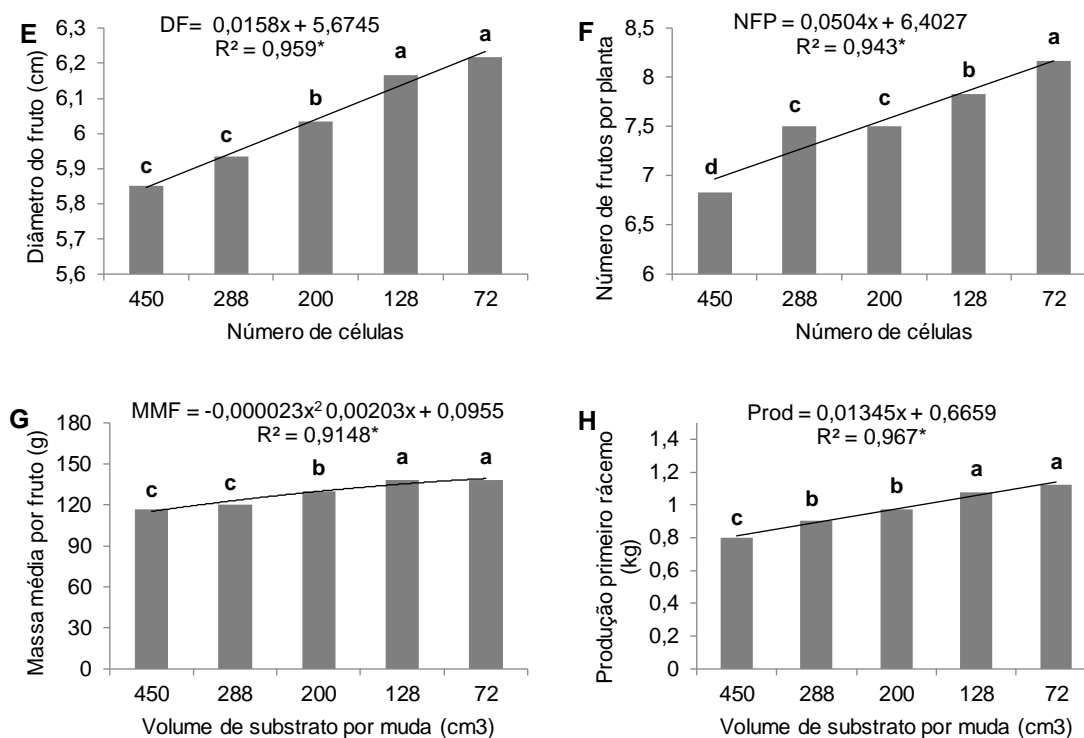 E
DF= 0,0158x + 5,6745
R² = 0,959*
Diâmetro do fruto (cm)
6,3
6,2
6,1
6
5,9
5,8
5,7
5,6
c
c
b
a
a
450 288 200 128 72
Número de células
F
NFP = 0,0504x + 6,4027
R² = 0,943*
Número de frutos por planta
8,5
8
7,5
7
6,5
6
d
c
c
b
a
450 288 200 128 72
Número de células
G
MMF = -0,000023x² 0,00203x + 0,0955
R² = 0,9148*
Massa média por fruto (g)
180
150
120
90
60
30
0
c
c
b
a
a
450 288 200 128 72
Volume de substrato por muda (cm3)
H
Prod = 0,01345x + 0,6659
R² = 0,967*
Produção primeiro rácemo
(kg)
1,4
1,2
1
0,8
0,6
0,4
0,2
0
c
b
b
a
a
450 288 200 128 72
Volume de substrato por muda (cm3)